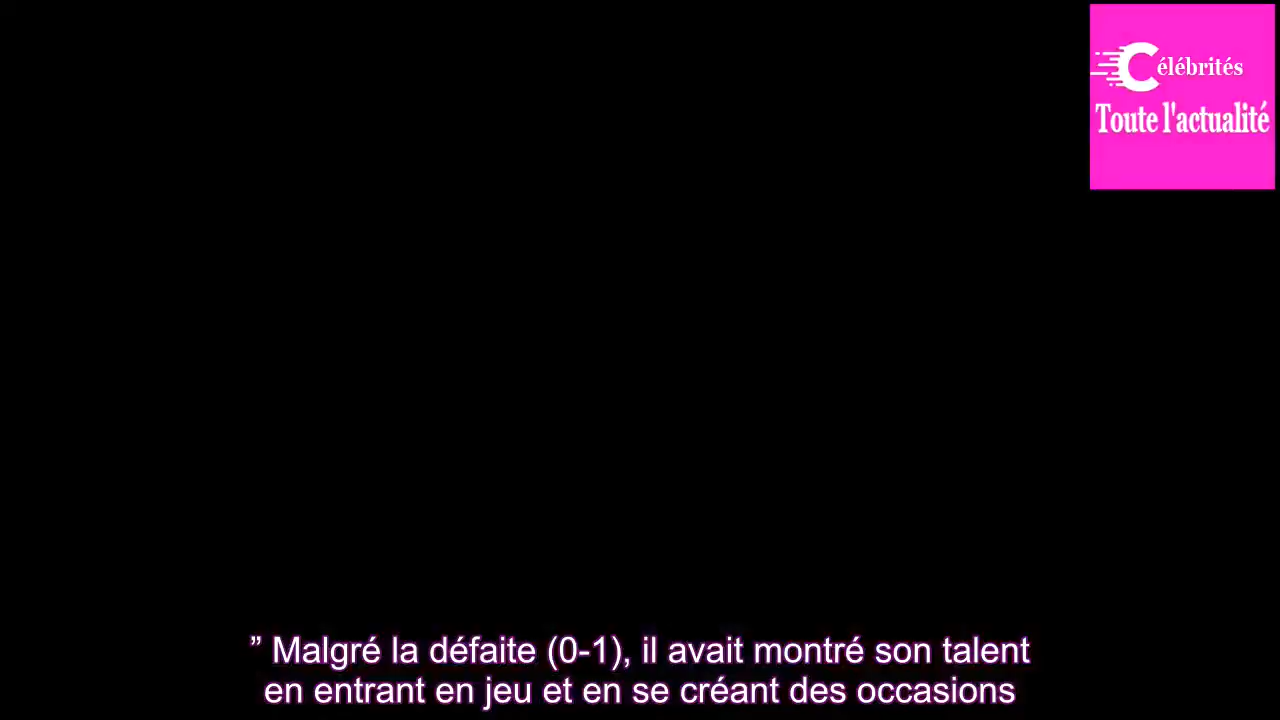 Célébrités
Toute l'actualité
” Malgré la défaite (0-1), il avait montré son talent
en entrant en jeu et en se créant des occasions